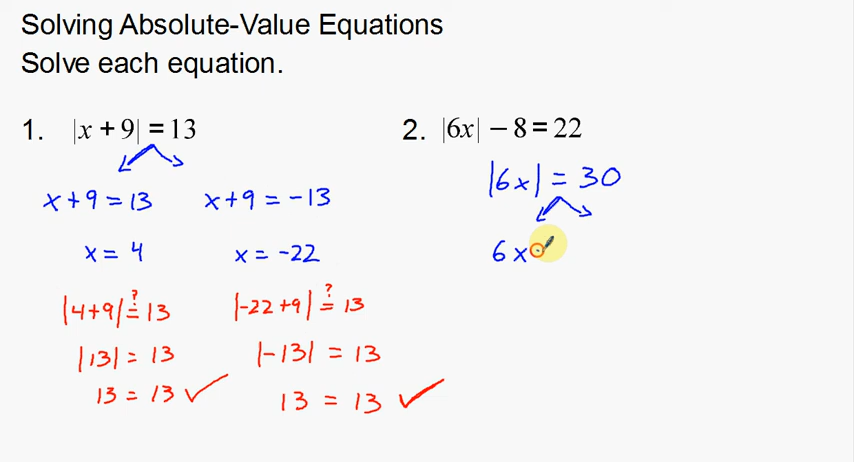 Solving Absolute-Value Equations
Solve each equation.
1. |x + 9| = 13
x + 9 = 13 x + 9 = -13
x = 4 x = -22
|4+9| ?= 13 |-22+9| ?= 13
|13| = 13 |-13| = 13
13 = 13 ✓ 13 = 13 ✓
2. |6x| − 8 = 22
|6x| = 30
6x